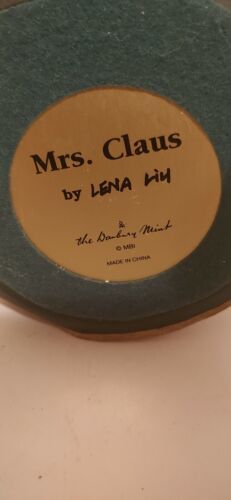 Mrs. Claus
by LENA LIU
the Danbury Mint
© MBI
MADE IN CHINA